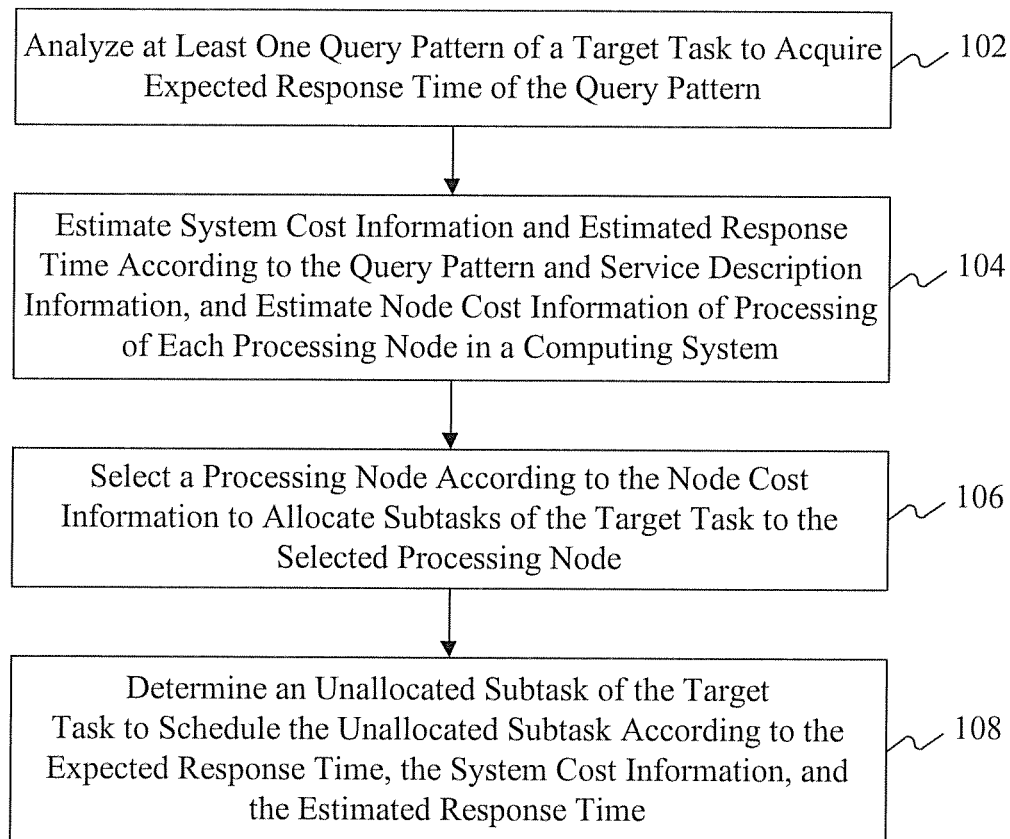 Analyze at Least One Query Pattern of a Target Task to Acquire
Expected Response Time of the Query Pattern
102
Estimate System Cost Information and Estimated Response
Time According to the Query Pattern and Service Description
Information, and Estimate Node Cost Information of Processing
of Each Processing Node in a Computing System
104
Select a Processing Node According to the Node Cost
Information to Allocate Subtasks of the Target Task to the
Selected Processing Node
106
Determine an Unallocated Subtask of the Target
Task to Schedule the Unallocated Subtask According to the
Expected Response Time, the System Cost Information, and
the Estimated Response Time
108